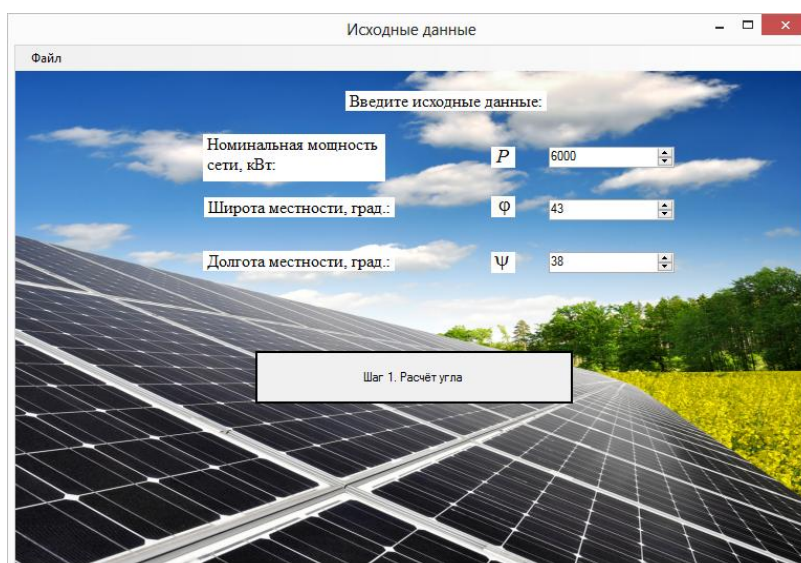 Исходные данные
Файл
Введите исходные данные:
Номинальная мощность
сети, кВт:
P
6000
Широта местности, град.:
φ
43
Долгота местности, град.:
ψ
38
Шаг 1. Расчёт угла